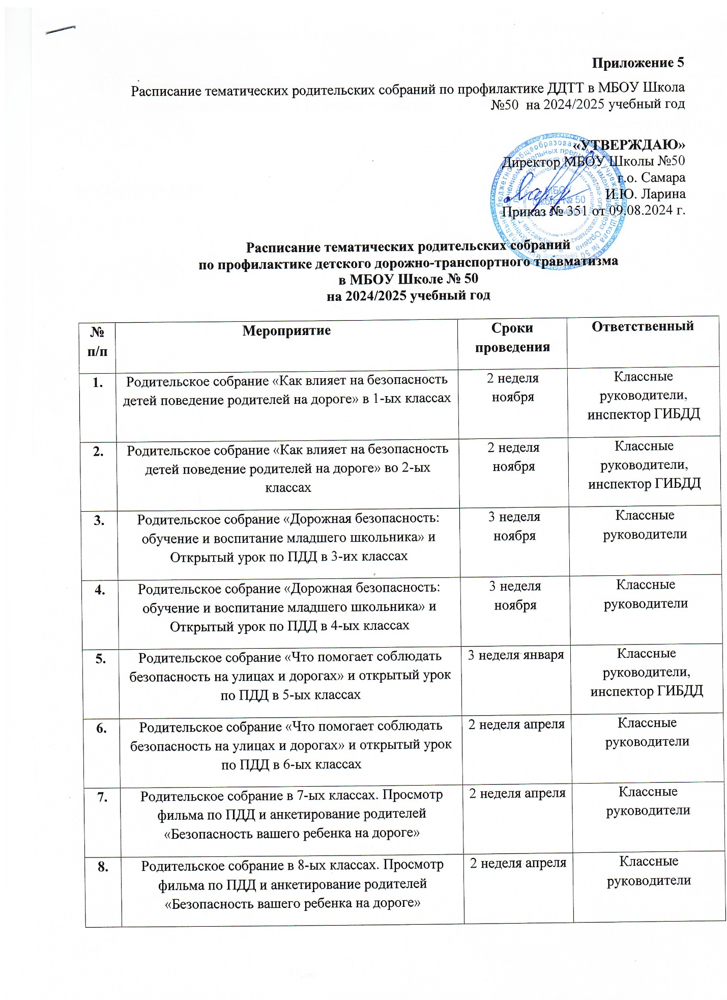 Приложение 5
Расписание тематических родительских собраний по профилактике ДДТТ в МБОУ Школа
№50 на 2024/2025 учебный год
«УТВЕРЖДАЮ»
Директор МБОУ Школы №50
г.о. Самара
И.Ю. Ларина
Приказ № 351 от 09.08.2024 г.
МБОУ
Школа № 50
Расписание тематических родительских собраний
по профилактике детского дорожно-транспортного травматизма
в МБОУ Школе № 50
на 2024/2025 учебный год
№
п/п
Мероприятие
Сроки
проведения
Ответственный
1.
Родительское собрание «Как влияет на безопасность
детей поведение родителей на дороге» в 1-ых классах
2 неделя
ноября
Классные
руководители,
инспектор ГИБДД
2.
Родительское собрание «Как влияет на безопасность
детей поведение родителей на дороге» во 2-ых
классах
2 неделя
ноября
Классные
руководители,
инспектор ГИБДД
3.
Родительское собрание «Дорожная безопасность:
обучение и воспитание младшего школьника» и
Открытый урок по ПДД в 3-их классах
3 неделя
ноября
Классные
руководители
4.
Родительское собрание «Дорожная безопасность:
обучение и воспитание младшего школьника» и
Открытый урок по ПДД в 4-ых классах
3 неделя
ноября
Классные
руководители
5.
Родительское собрание «Что помогает соблюдать
безопасность на улицах и дорогах» и открытый урок
по ПДД в 5-ых классах
3 неделя января
Классные
руководители,
инспектор ГИБДД
6.
Родительское собрание «Что помогает соблюдать
безопасность на улицах и дорогах» и открытый урок
по ПДД в 6-ых классах
2 неделя апреля
Классные
руководители
7.
Родительское собрание в 7-ых классах. Просмотр
фильма по ПДД и анкетирование родителей
«Безопасность вашего ребенка на дороге»
2 неделя апреля
Классные
руководители
8.
Родительское собрание в 8-ых классах. Просмотр
фильма по ПДД и анкетирование родителей
«Безопасность вашего ребенка на дороге»
2 неделя апреля
Классные
руководители